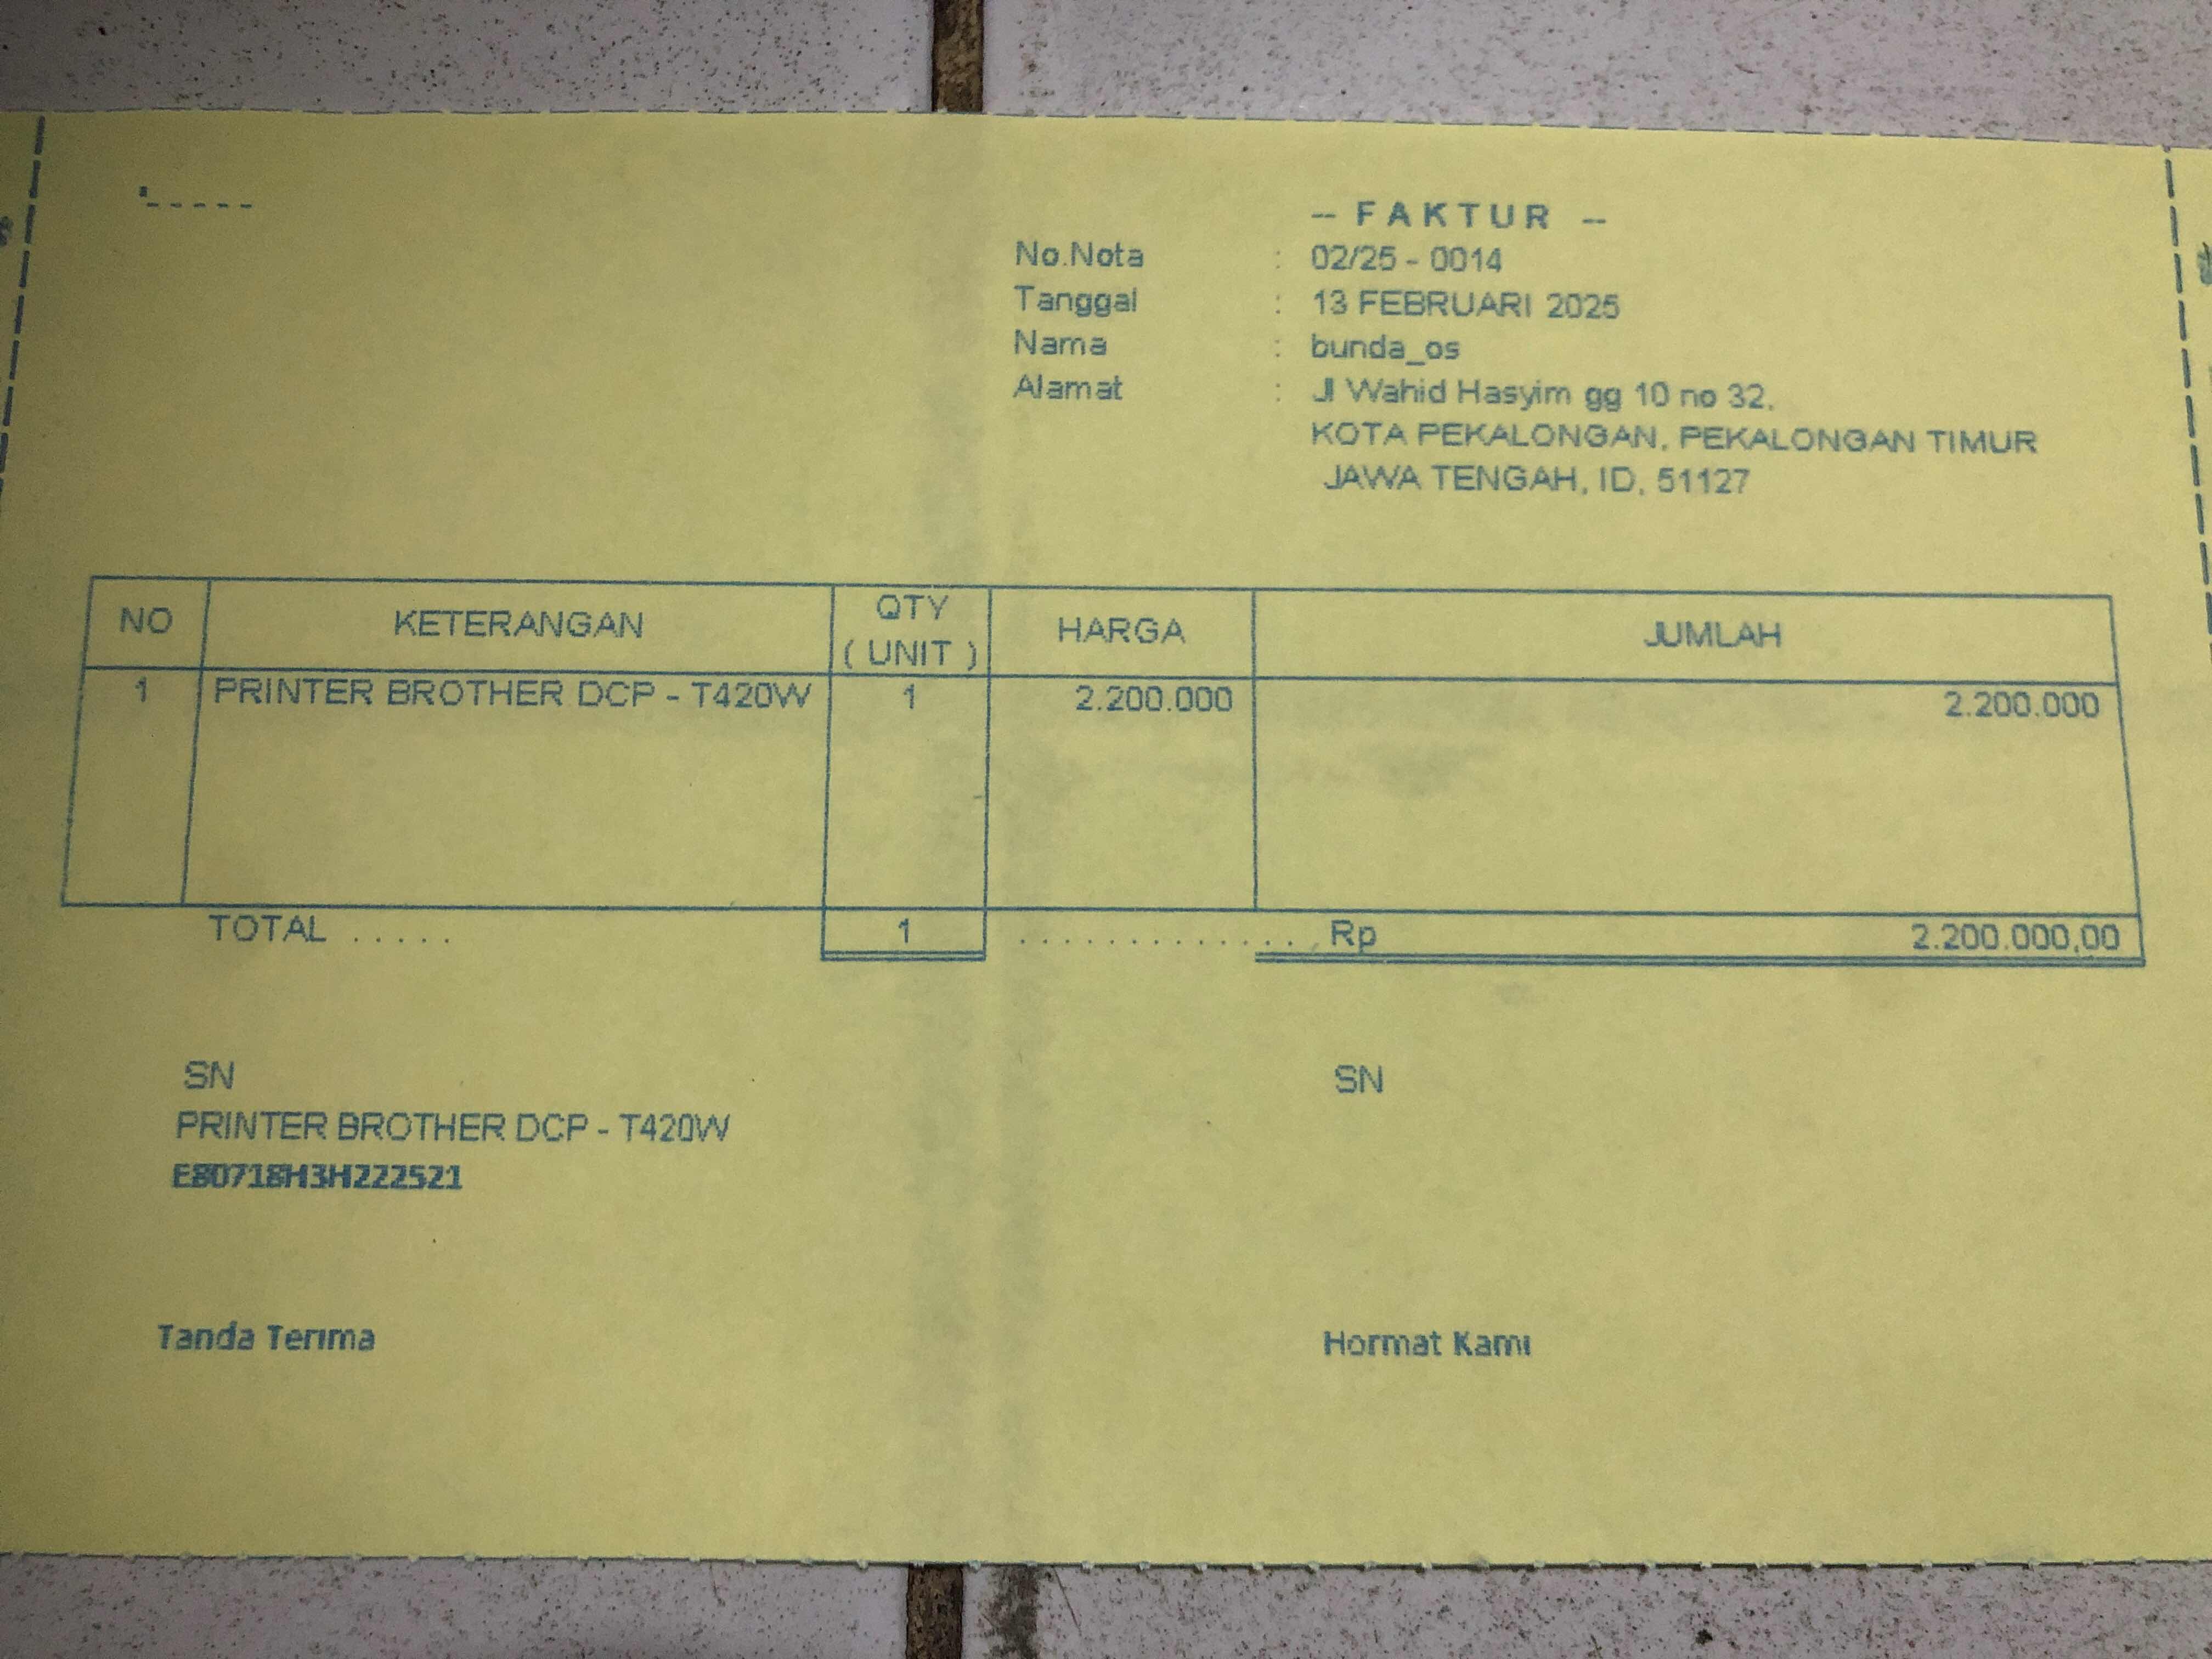 -- FAKTUR --
No.Nota : 02/25 - 0014
Tanggal : 13 FEBRUARI 2025
Nama : bunda_os
Alamat : Jl Wahid Hasyim gg 10 no 32,
KOTA PEKALONGAN, PEKALONGAN TIMUR
JAWA TENGAH, ID, 51127
NO KETERANGAN QTY ( UNIT ) HARGA JUMLAH
1 PRINTER BROTHER DCP - T420W 1 2.200.000 2.200.000
TOTAL ..... 1 .............. Rp 2.200.000,00
SN SN
PRINTER BROTHER DCP - T420W
E80718H3H222521
Tanda Terima Hormat Kami